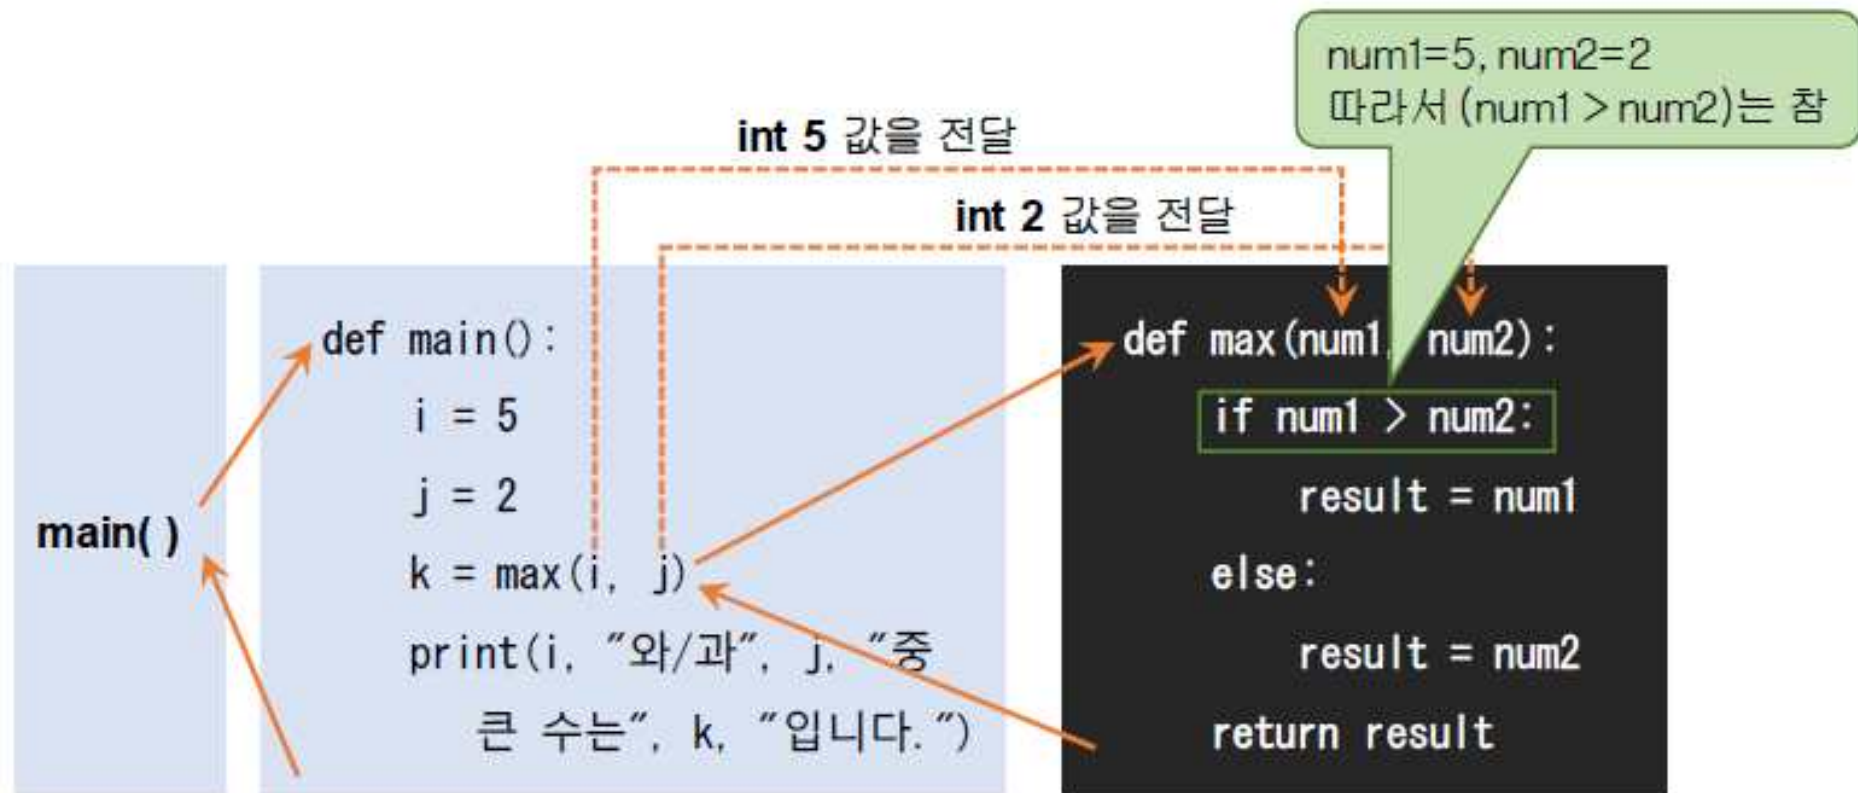 num1=5, num2=2
따라서 (num1 > num2)는 참
int 5 값을 전달
int 2 값을 전달
main( )
def main():
i = 5
j = 2
k = max(i, j)
print(i, "와/과", j, "중
큰 수는", k, "입니다.")
def max(num1, num2):
if num1 > num2:
result = num1
else:
result = num2
return result